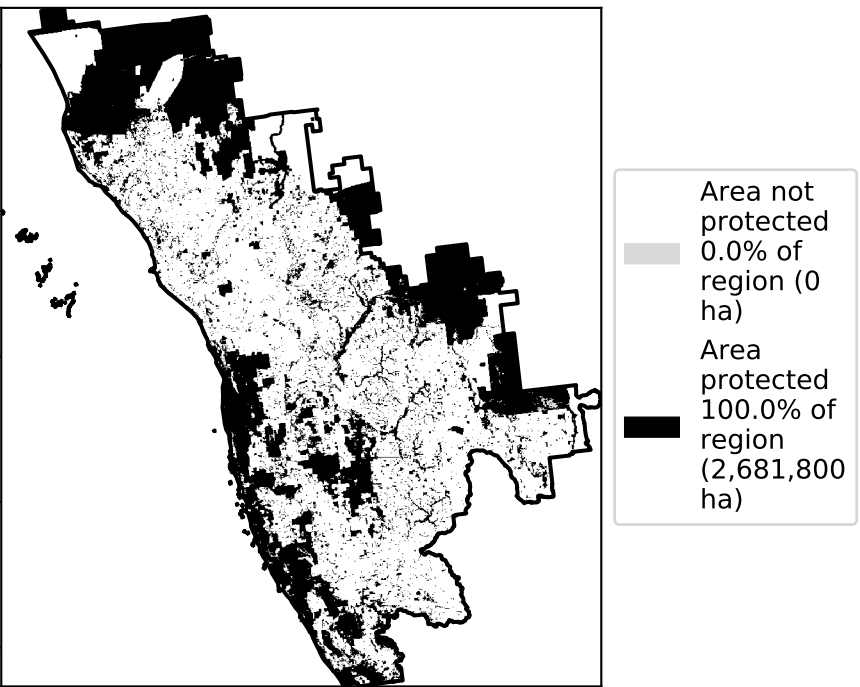 Area not
protected
0.0% of
region (0
ha)
Area
protected
100.0% of
region
(2,681,800
ha)